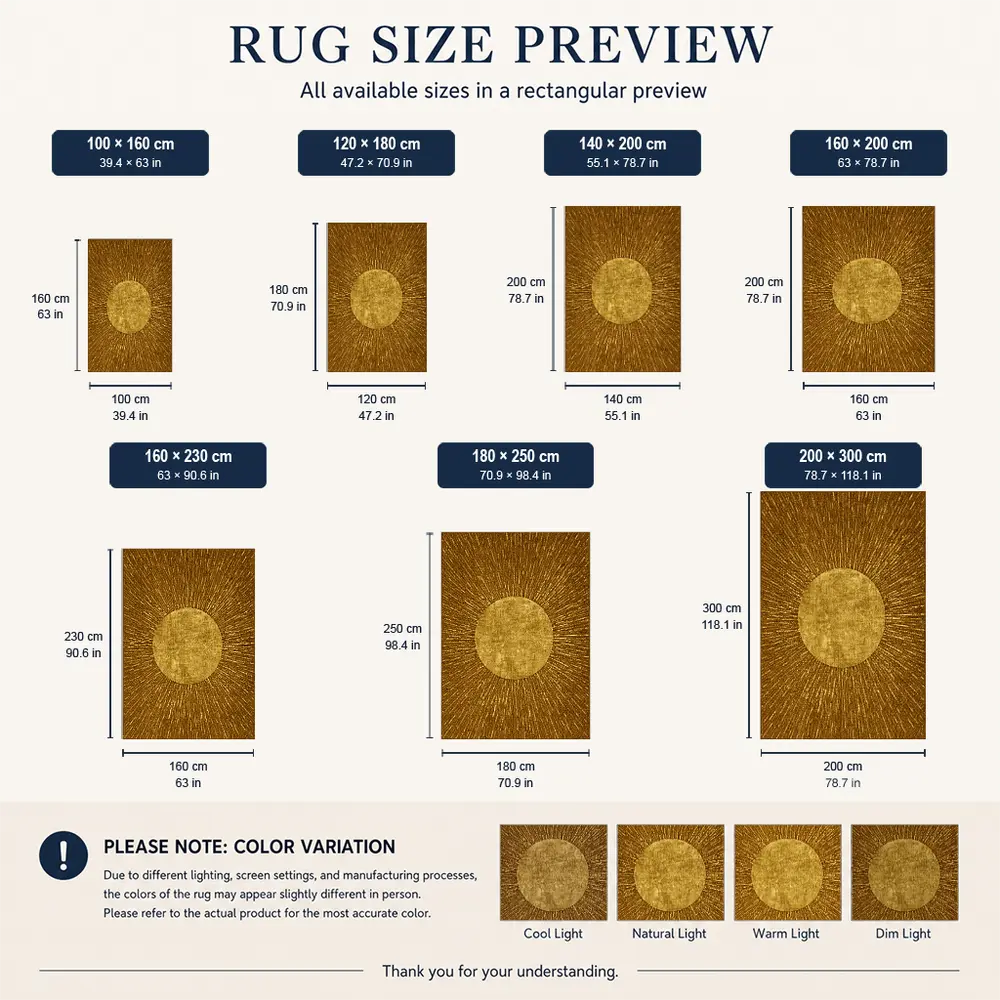 RUG SIZE PREVIEW
All available sizes in a rectangular preview
100 × 160 cm
39.4 × 63 in
120 × 180 cm
47.2 × 70.9 in
140 × 200 cm
55.1 × 78.7 in
160 × 200 cm
63 × 78.7 in
160 cm
63 in
100 cm
39.4 in
180 cm
70.9 in
120 cm
47.2 in
200 cm
78.7 in
140 cm
55.1 in
200 cm
78.7 in
160 cm
63 in
160 × 230 cm
63 × 90.6 in
180 × 250 cm
70.9 × 98.4 in
200 × 300 cm
78.7 × 118.1 in
230 cm
90.6 in
160 cm
63 in
250 cm
98.4 in
180 cm
70.9 in
300 cm
118.1 in
200 cm
78.7 in
!
PLEASE NOTE: COLOR VARIATION
Due to different lighting, screen settings, and manufacturing processes,
the colors of the rug may appear slightly different in person.
Please refer to the actual product for the most accurate color.
Cool Light
Natural Light
Warm Light
Dim Light
Thank you for your understanding.